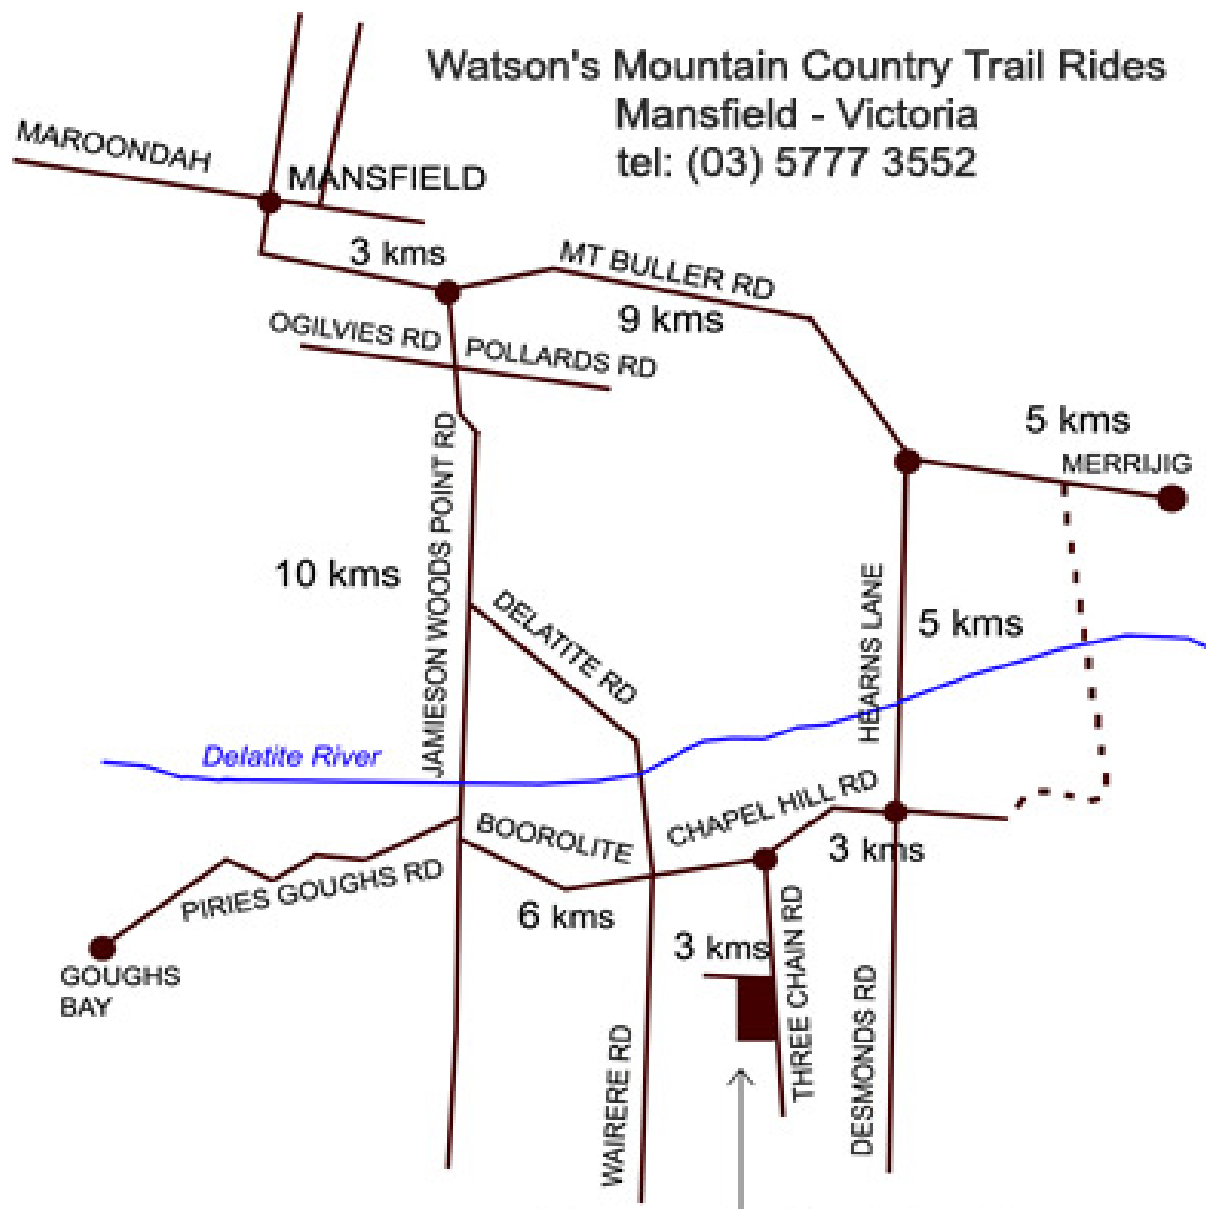 Watson's Mountain Country Trail Rides
Mansfield - Victoria
tel: (03) 5777 3552
MAROONDAH
MANSFIELD
3 kms
MT BULLER RD
9 kms
OGILVIES RD
POLLARDS RD
5 kms
MERRIJIG
JAMIESON WOODS POINT RD
10 kms
DELATITE RD
HEARNS LANE
5 kms
Delatite River
BOOROLITE
CHAPEL HILL RD
3 kms
PIRIES GOUGHS RD
6 kms
GOUGHS
BAY
3 kms
THREE CHAIN RD
DESMONDS RD
WAIRERE RD